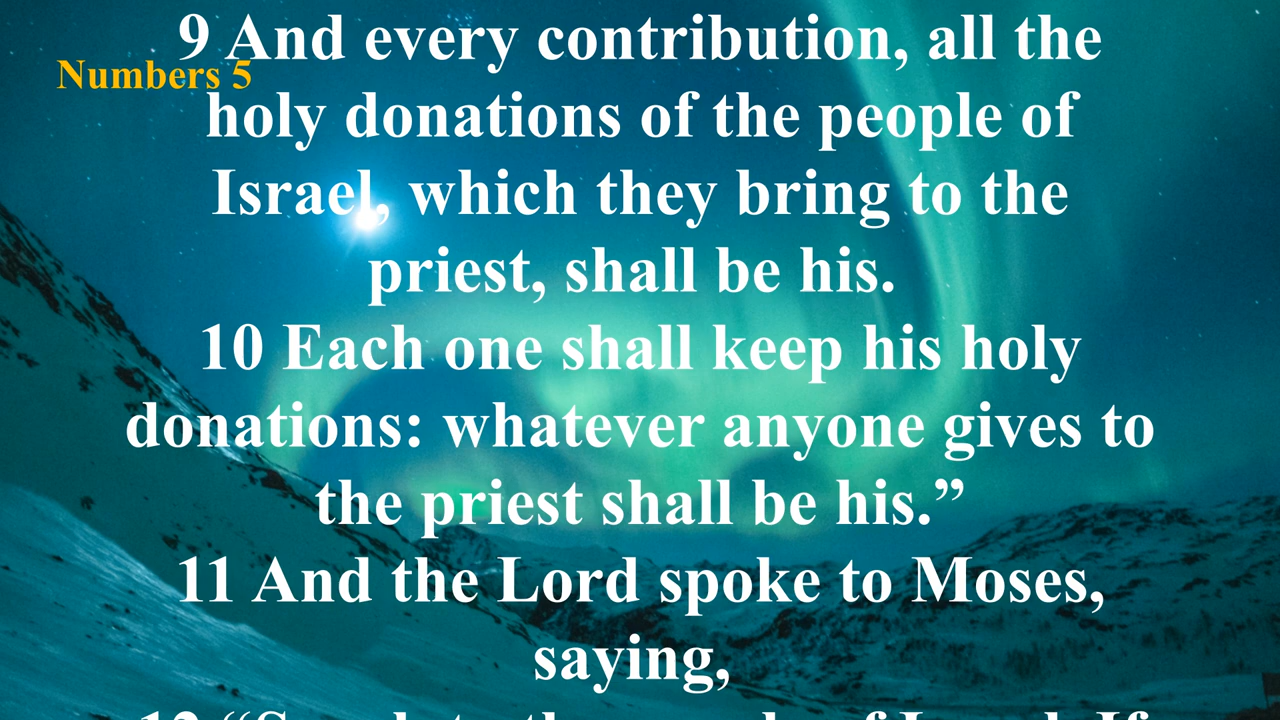 Numbers 5
9 And every contribution, all the
holy donations of the people of
Israel, which they bring to the
priest, shall be his.
10 Each one shall keep his holy
donations: whatever anyone gives to
the priest shall be his.”
11 And the Lord spoke to Moses,
saying,